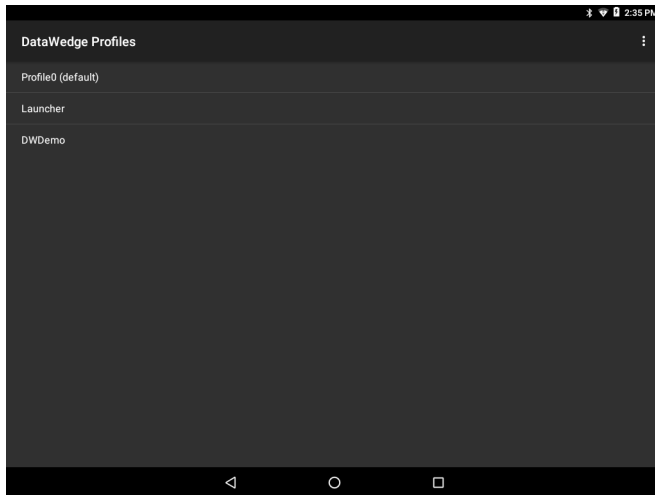 2:35 PM
DataWedge Profiles
Profile0 (default)
Launcher
DWDemo